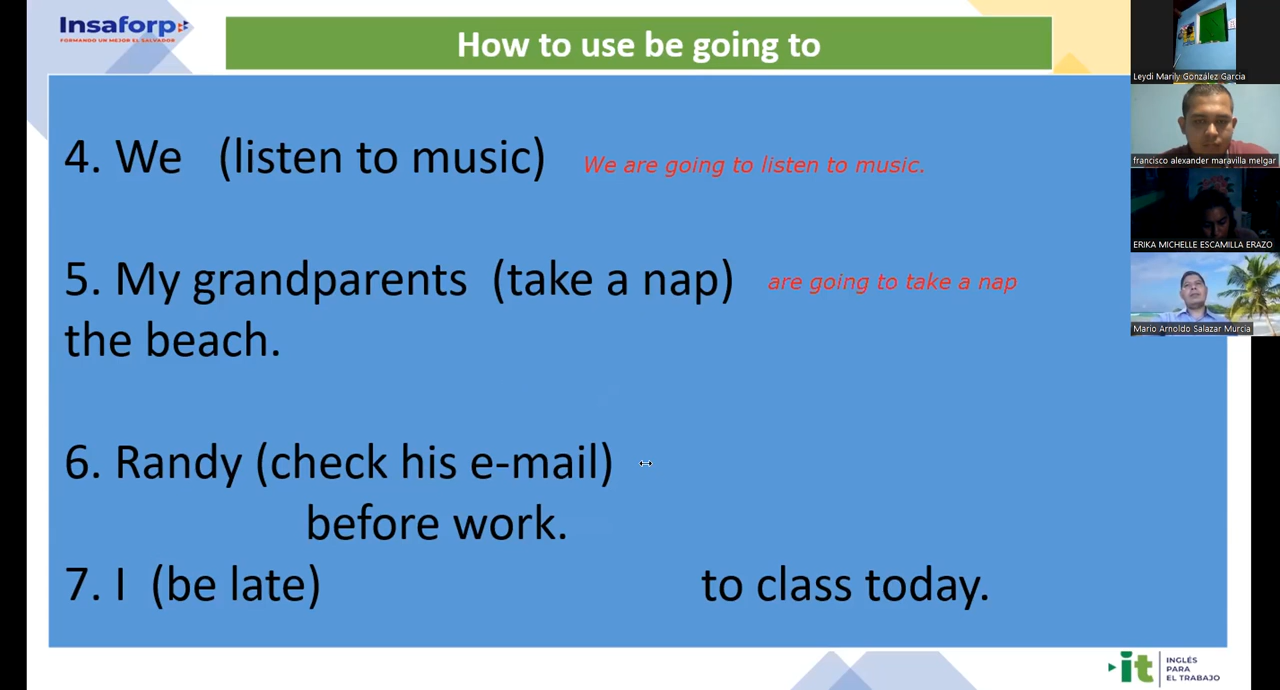 Insaforp
FORMANDO UN MEJOR EL SALVADOR
How to use be going to
4. We (listen to music) We are going to listen to music.
5. My grandparents (take a nap) are going to take a nap
the beach.
6. Randy (check his e-mail)
before work.
7. I (be late) to class today.
Leydi Marily González Garcia
francisco alexander maravilla melgar
ERIKA MICHELLE ESCAMILLA ERAZO
Mario Arnoldo Salazar Murcia
it
INGLÉS
PARA
EL TRABAJO